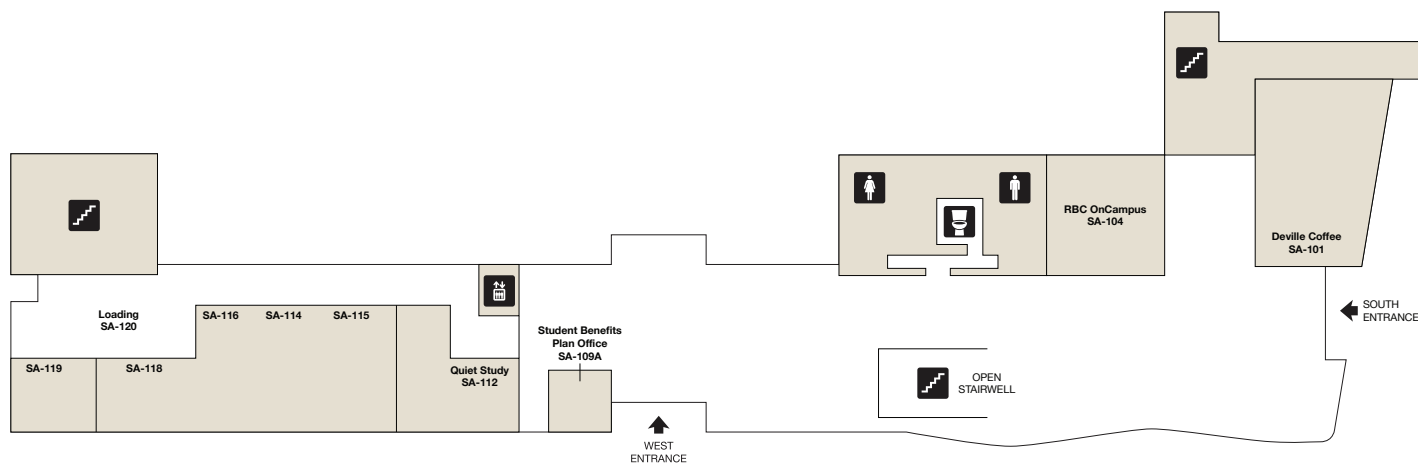 RBC OnCampus
SA-104
Deville Coffee
SA-101
SOUTH
ENTRANCE
Loading
SA-120
SA-116
SA-114
SA-115
Student Benefits
Plan Office
SA-109A
SA-119
SA-118
Quiet Study
SA-112
OPEN
STAIRWELL
WEST
ENTRANCE